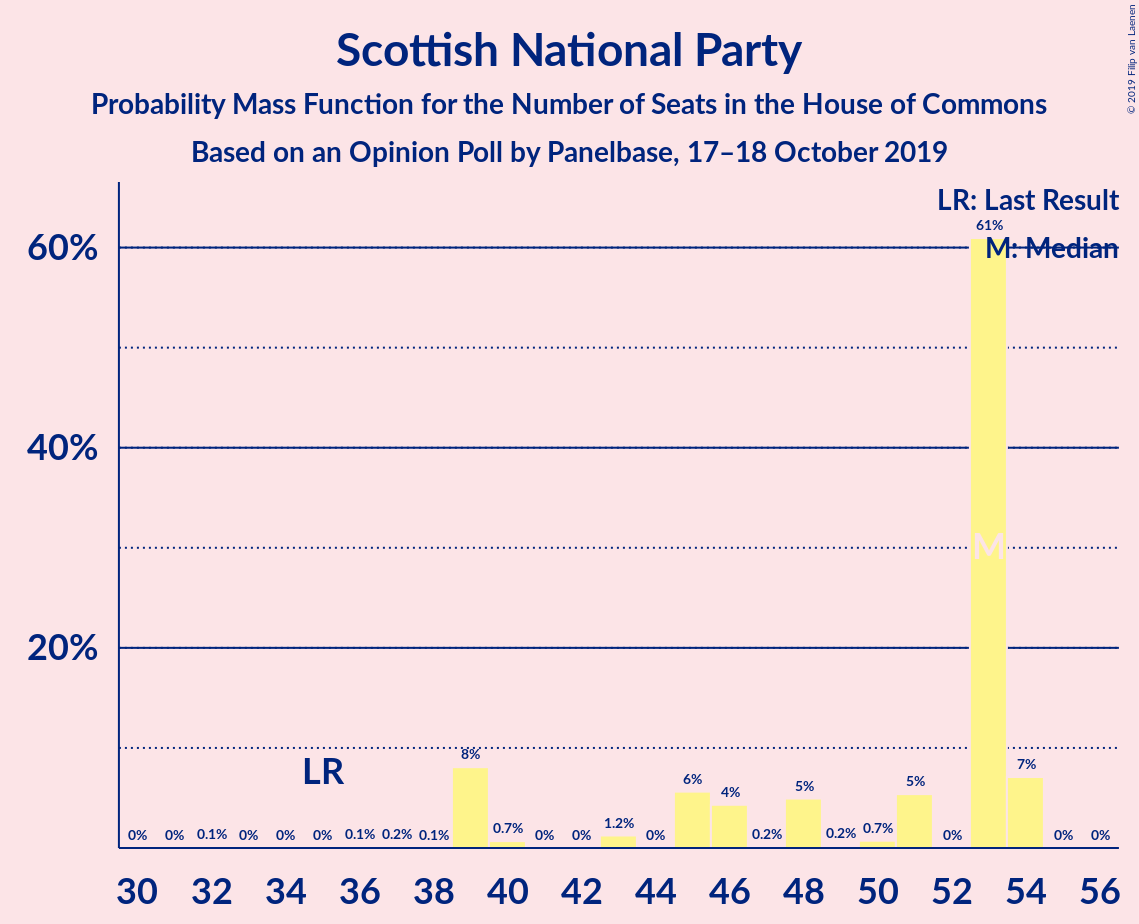 Scottish National Party
Probability Mass Function for the Number of Seats in the House of Commons
Based on an Opinion Poll by Panelbase, 17–18 October 2019
© 2019 Filip van Laenen
LR: Last Result
M: Median
60%
40%
20%
LR
M
0% 0% 0.1% 0% 0% 0% 0.1% 0.2% 0.1% 8% 0.7% 0% 0% 1.2% 0% 6% 4% 0.2% 5% 0.2% 0.7% 5% 0% 61% 7% 0% 0%
30 32 34 36 38 40 42 44 46 48 50 52 54 56